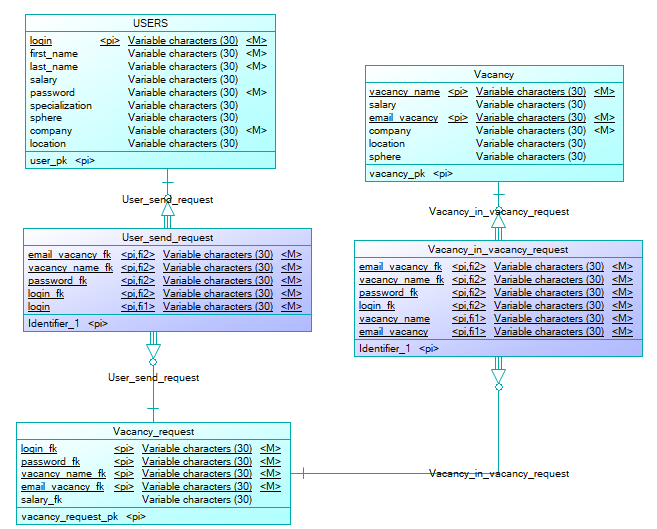 USERS
login <pi> Variable characters (30) <M>
first_name Variable characters (30) <M>
last_name Variable characters (30) <M>
salary Variable characters (30)
password Variable characters (30) <M>
specialization Variable characters (30)
sphere Variable characters (30)
company Variable characters (30) <M>
location Variable characters (30)
user_pk <pi>
Vacancy
vacancy_name <pi> Variable characters (30) <M>
salary Variable characters (30)
email_vacancy <pi> Variable characters (30) <M>
company Variable characters (30) <M>
location Variable characters (30)
sphere Variable characters (30)
vacancy_pk <pi>
User_send_request
Vacancy_in_vacancy_request
User_send_request
email_vacancy_fk <pi,fi2> Variable characters (30) <M>
vacancy_name_fk <pi,fi2> Variable characters (30) <M>
password_fk <pi,fi2> Variable characters (30) <M>
login_fk <pi,fi2> Variable characters (30) <M>
login <pi,fi1> Variable characters (30) <M>
Identifier_1 <pi>
Vacancy_in_vacancy_request
email_vacancy_fk <pi,fi2> Variable characters (30) <M>
vacancy_name_fk <pi,fi2> Variable characters (30) <M>
password_fk <pi,fi2> Variable characters (30) <M>
login_fk <pi,fi2> Variable characters (30) <M>
vacancy_name <pi,fi1> Variable characters (30) <M>
email_vacancy <pi,fi1> Variable characters (30) <M>
Identifier_1 <pi>
User_send_request
Vacancy_request
login_fk <pi> Variable characters (30) <M>
password_fk <pi> Variable characters (30) <M>
vacancy_name_fk <pi> Variable characters (30) <M>
email_vacancy_fk <pi> Variable characters (30) <M>
salary_fk Variable characters (30)
vacancy_request_pk <pi>
Vacancy_in_vacancy_request